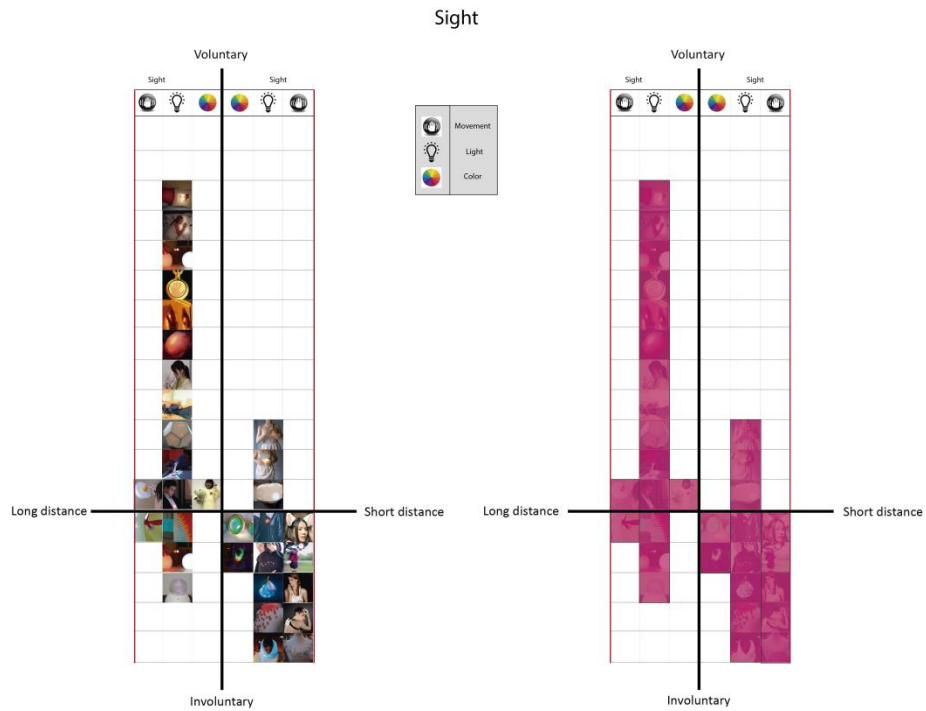 Sight
Voluntary
Voluntary
Sight
Sight
Sight
Sight
Movement
Light
Color
Long distance
Short distance
Long distance
Short distance
Involuntary
Involuntary